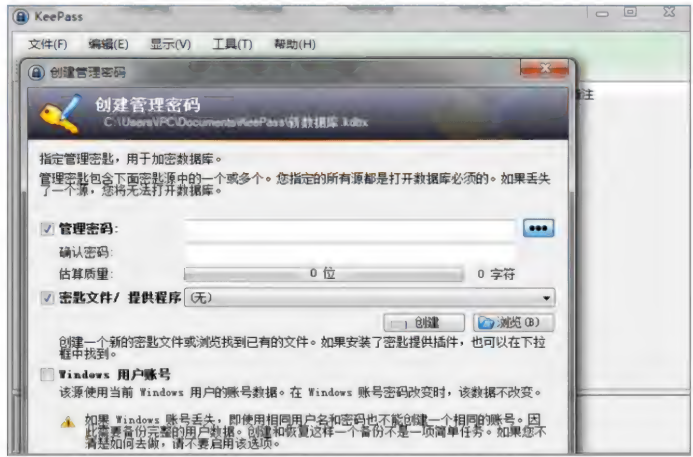 KeePass
文件(F) 编辑(E) 显示(V) 工具(T) 帮助(H)
创建管理密码
注
创建管理密码
C:\Users\PC\Documents\KeePass\新数据库.kdbx
指定管理密匙，用于加密数据库。
管理密匙包含下面密匙源中的一个或多个。您指定的所有源都是打开数据库必须的。如果丢失
了一个源，您将无法打开数据库。
管理密码:
确认密码:
估算质量: 0 位 0 字符
密匙文件/ 提供程序 (无)
创建 浏览(B)
创建一个新的密匙文件或浏览找到已有的文件。如果安装了密匙提供插件，也可以在下拉
框中找到。
Windows 用户账号
该源使用当前 Windows 用户的账号数据。在 Windows 账号密码改变时，该数据不改变。
如果 Windows 账号丢失，即使用相同用户名和密码也不能创建一个相同的账号。因
此需要备份完整的用户数据。创建和恢复这样一个备份不是一项简单任务。如果您不
清楚如何去做，请不要启用该选项。